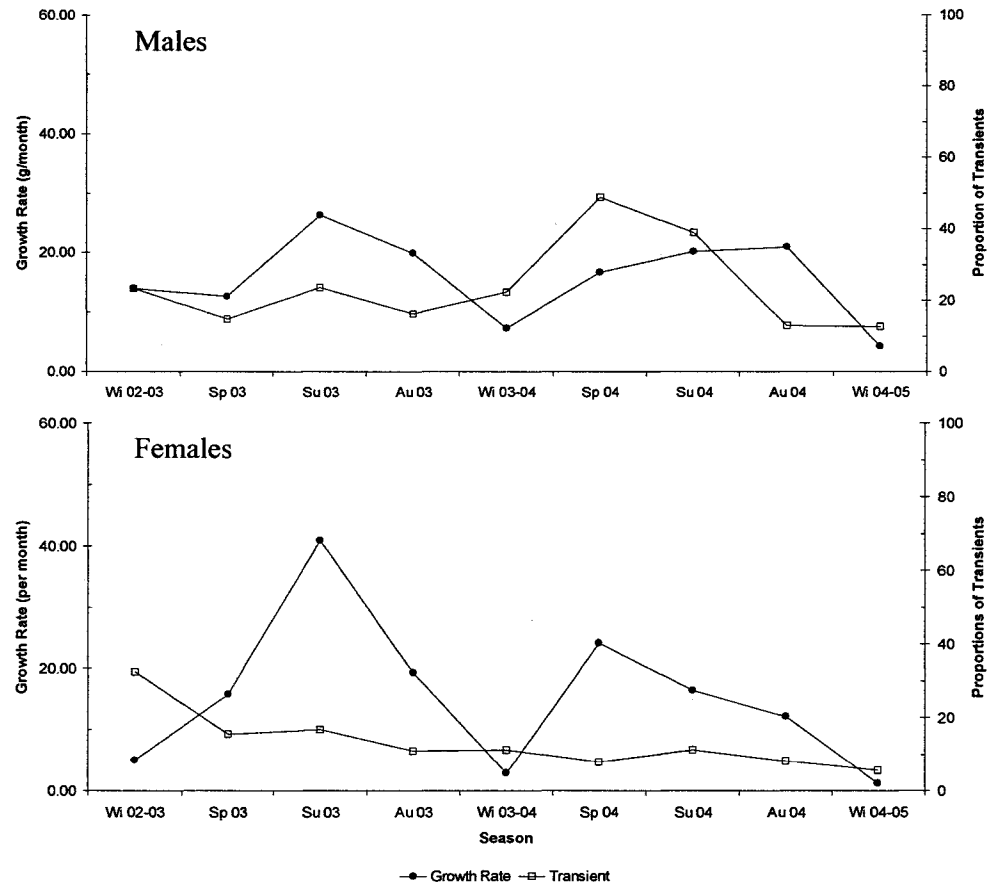 Males
Growth Rate (g/month)
60.00
40.00
20.00
0.00
Proportion of Transients
100
80
60
40
20
0
Wi 02-03 Sp 03 Su 03 Au 03 Wi 03-04 Sp 04 Su 04 Au 04 Wi 04-05
Females
Growth Rate (per month)
60.00
40.00
20.00
0.00
Proportions of Transients
100
80
60
40
20
0
Wi 02-03 Sp 03 Su 03 Au 03 Wi 03-04 Sp 04 Su 04 Au 04 Wi 04-05
Season
Growth Rate Transient